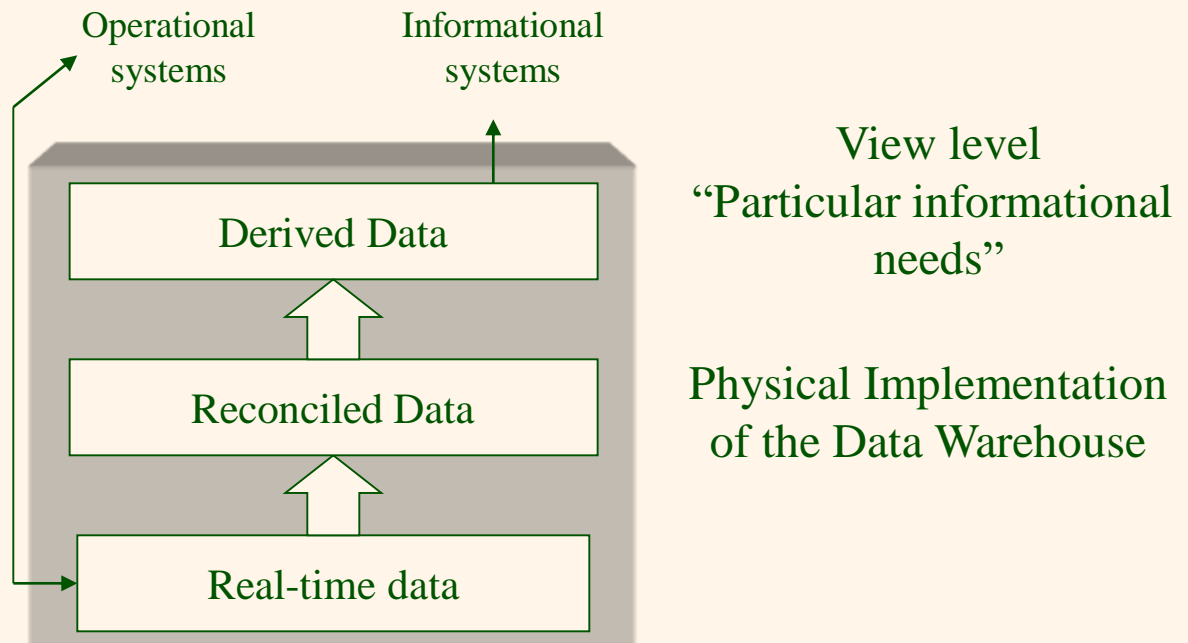 Operational
systems
Informational
systems
View level
“Particular informational
needs”
Derived Data
Physical Implementation
of the Data Warehouse
Reconciled Data
Real-time data